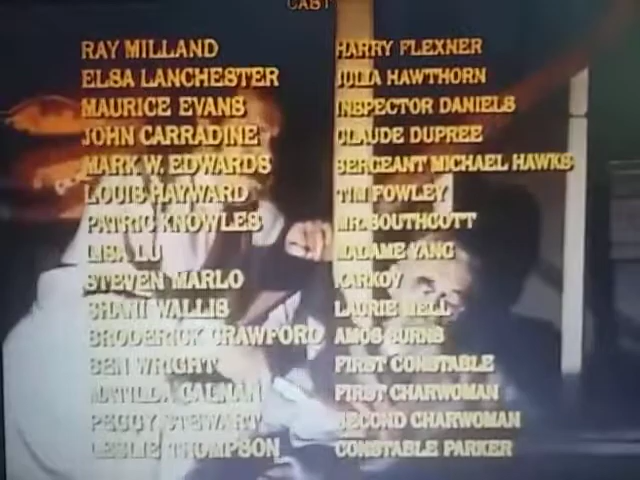 CAST
RAY MILLAND HARRY FLEXNER
ELSA LANCHESTER JULIA HAWTHORN
MAURICE EVANS INSPECTOR DANIELS
JOHN CARRADINE CLAUDE DUPREE
MARK W. EDWARDS SERGEANT MICHAEL HAWKS
LOUIS HAYWARD TIM FOWLEY
PATRIC KNOWLES MR. SOUTHCOTT
LISA LU MADAME YANG
STEVEN MARLO KARKOV
SHANI WALLIS LAURIE MELL
BRODERICK CRAWFORD AMOS BURNS
BEN WRIGHT FIRST CONSTABLE
MATILDA CALNAN FIRST CHARWOMAN
PEGGY STEWART SECOND CHARWOMAN
LESLIE THOMPSON CONSTABLE PARKER